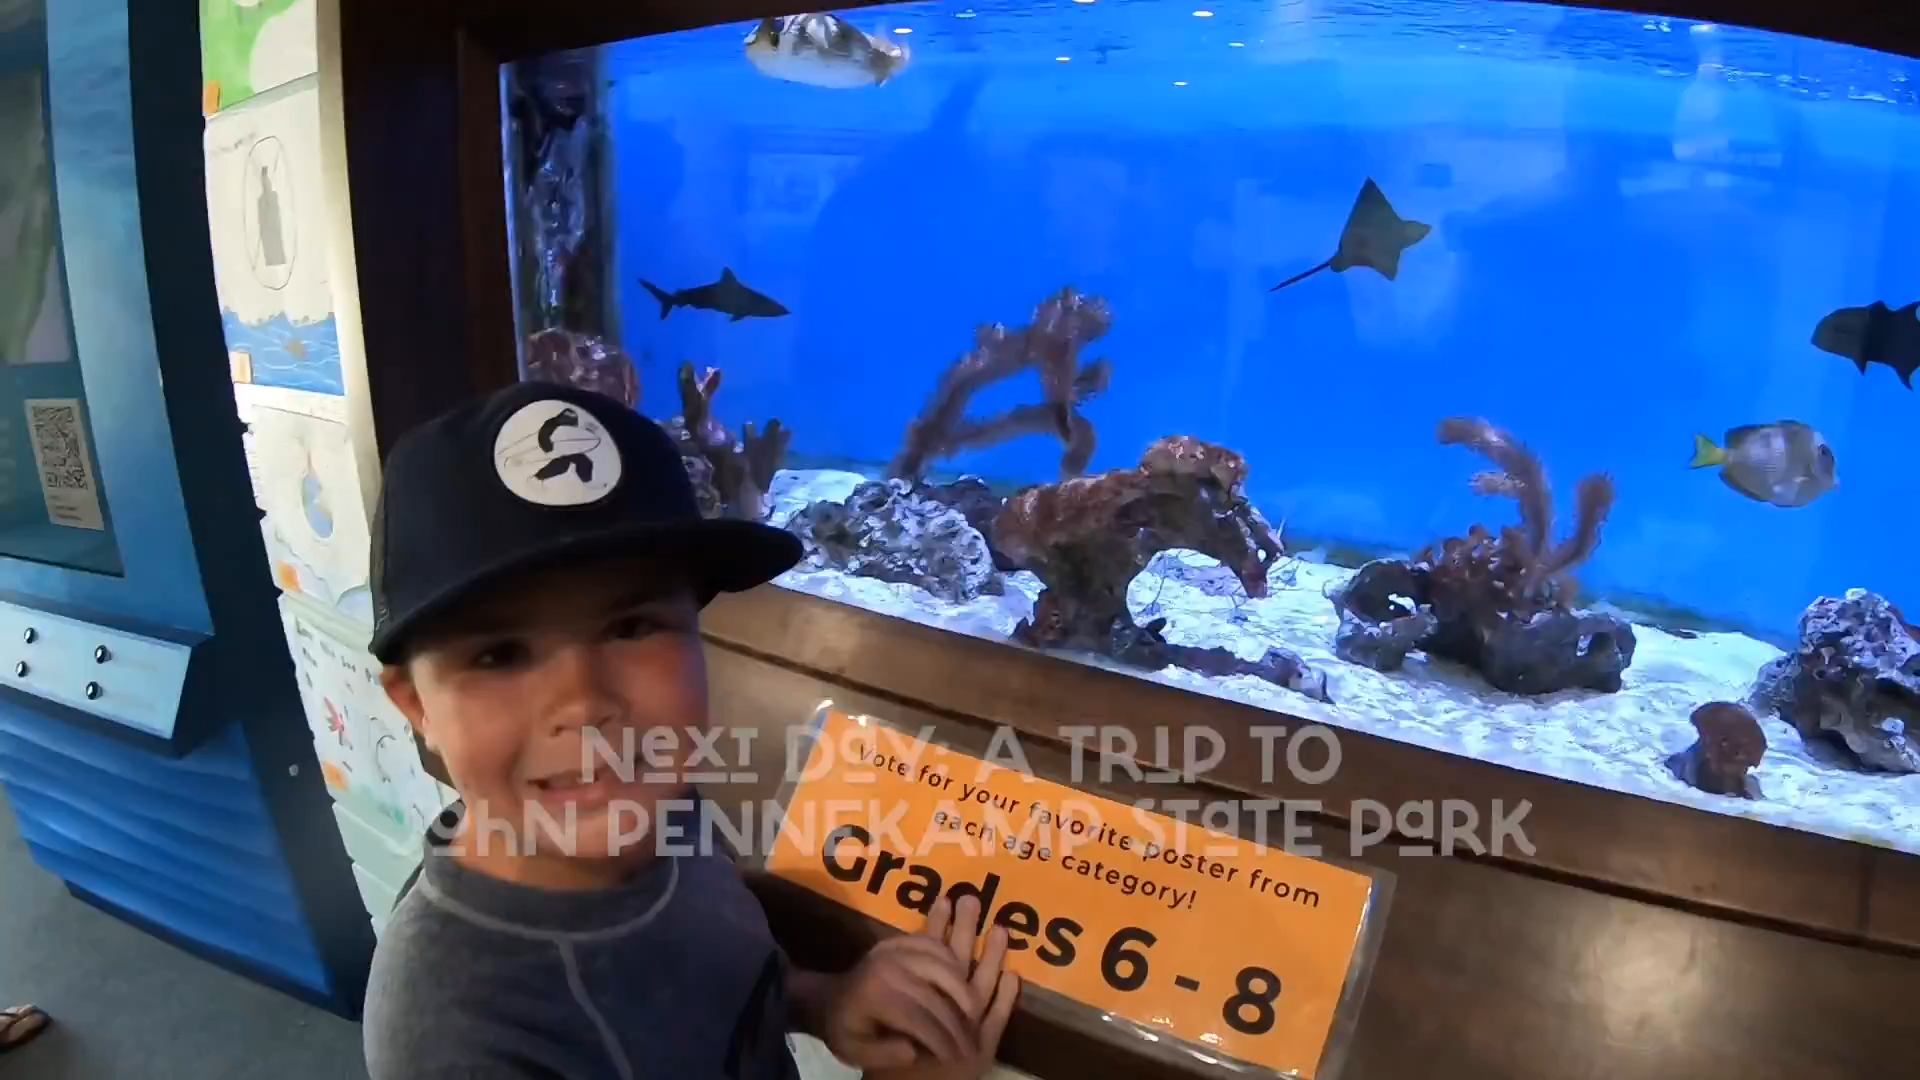 Next Day: A Trip to
John Pennekamp State Park
Vote for your favorite poster from
each age category!
Grades 6 - 8